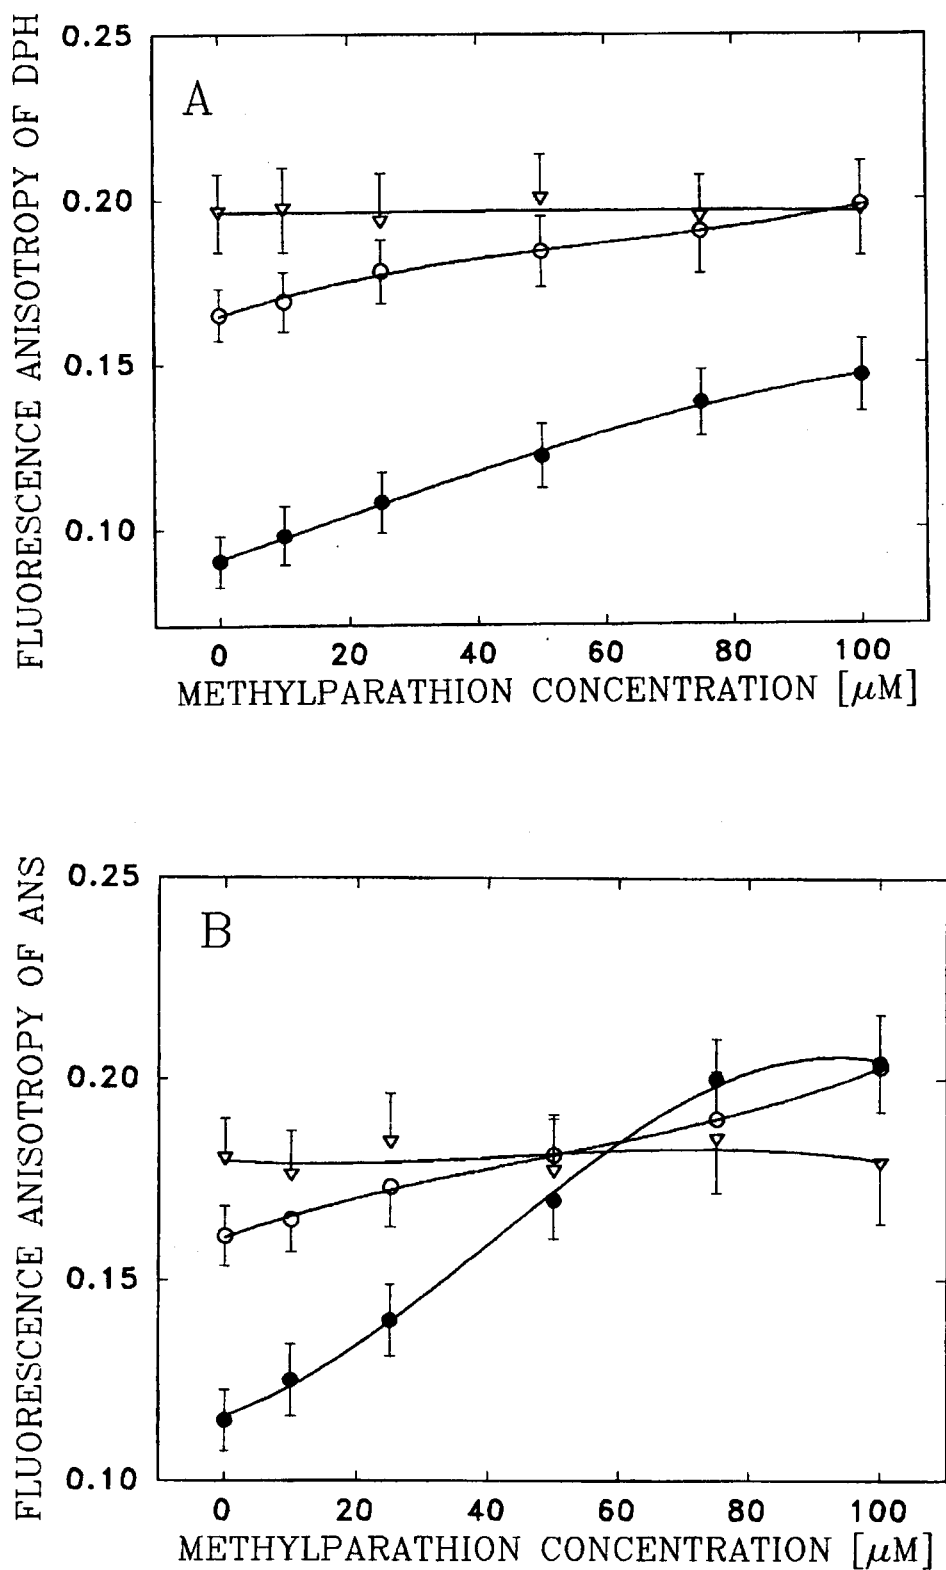 FLUORESCENCE ANISOTROPY OF DPH
A
0.25
0.20
0.15
0.10
0 20 40 60 80 100
METHYLPARATHION CONCENTRATION [μM]
FLUORESCENCE ANISOTROPY OF ANS
B
0.25
0.20
0.15
0.10
0 20 40 60 80 100
METHYLPARATHION CONCENTRATION [μM]